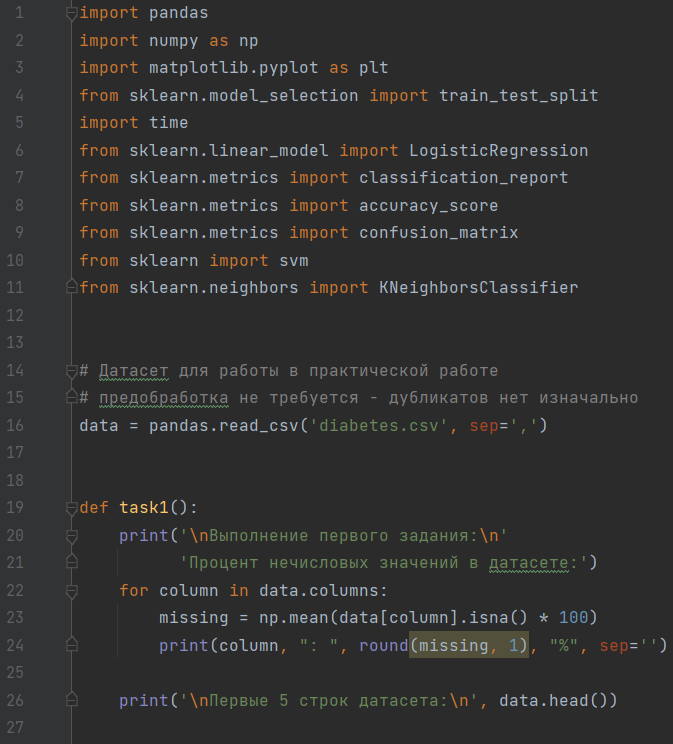 1 import pandas
2 import numpy as np
3 import matplotlib.pyplot as plt
4 from sklearn.model_selection import train_test_split
5 import time
6 from sklearn.linear_model import LogisticRegression
7 from sklearn.metrics import classification_report
8 from sklearn.metrics import accuracy_score
9 from sklearn.metrics import confusion_matrix
10 from sklearn import svm
11 from sklearn.neighbors import KNeighborsClassifier
12
13
14 # Датасет для работы в практической работе
15 # предобработка не требуется - дубликатов нет изначально
16 data = pandas.read_csv('diabetes.csv', sep=',')
17
18
19 def task1():
20     print('\nВыполнение первого задания:\n'
21           'Процент нечисловых значений в датасете:')
22     for column in data.columns:
23         missing = np.mean(data[column].isna() * 100)
24         print(column, ": ", round(missing, 1), "%", sep='')
25
26     print('\nПервые 5 строк датасета:\n', data.head())
27